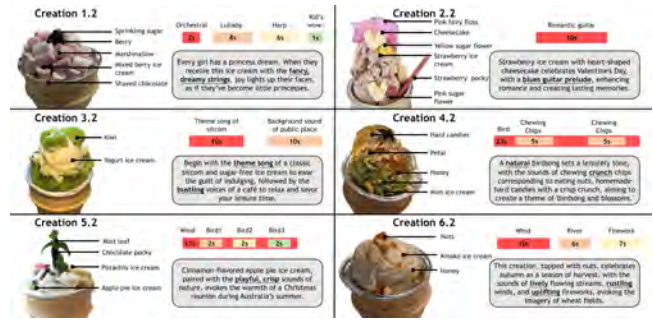 Creation 1.2
Sprinkling sugar
Berry
Marshmallow
Mixed berry ice
cream
Shaved chocolate
Orchestral
Lullaby
Harp
Kid's
wow
2s
8s
6s
1s
Every girl has a princess dream. When they
receive this ice cream with the fancy,
dreamy strings, joy lights up their faces,
as if they've become little princesses.
Creation 2.2
Pink fairy floss
Cheesecake
Yellow sugar flower
Strawberry ice
cream
Strawberry pocky
Pink sugar
flower
Romantic guitar
10s
Strawberry ice cream with heart-shaped
cheesecake celebrates Valentine's Day,
with a blues guitar prelude, enhancing
romance and creating lasting memories.
Creation 3.2
Kiwi
Yogurt ice cream
Theme song of
sitcom
Background sound
of public place
10s
10s
Begin with the theme song of a classic
sitcom and sugar-free ice cream to ease
the guilt of indulging, followed by the
bustling voices of a café to relax and savor
your leisure time.
Creation 4.2
Hard candies
Petal
Honey
Mint ice cream
Bird
Chewing
Chips
Chewing
Chips
5s
5s
A natural birdsong sets a leisurely tone,
with the sounds of chewing crunch chips
corresponding to eating nuts, homemade
hard candies with a crisp crunch, aiming to
create a theme of 'birdsong and blossoms.'
Creation 5.2
Mint leaf
Chocolate pocky
Pistachio ice cream
Apple pie ice cream
Wind
Bird1
Bird2
Bird3
2s
2s
2s
Cinnamon-flavored apple pie ice cream,
paired with the playful, crisp sounds of
nature, evokes the warmth of a Christmas
reunion during Australia's summer.
Creation 6.2
Nuts
Kinako ice cream
Honey
Wind
River
Firework
6s
7s
This creation, topped with nuts, celebrates
autumn as a season of harvest, with
the sounds of lively flowing streams, rustling
winds, and uplifting fireworks, evoking the
imagery of wheat fields.